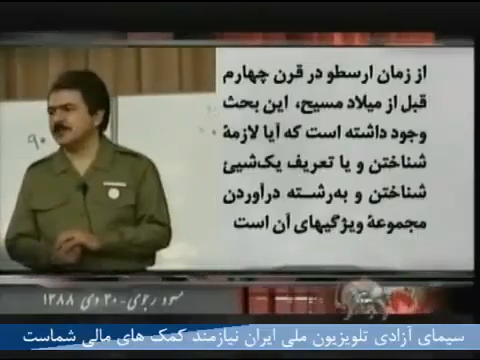 از زمان ارسطو در قرن چهارم
قبل از میلاد مسیح، این بحث
وجود داشته است که آیا لازمهٔ
شناختن و یا تعریف یک‌شیئ
شناختن و به‌رشته درآوردن
مجموعهٔ ویژگیهای آن است
۹۰
مسعود رجوی-۳۰ دی ۱۳۸۸
سیمای آزادی تلویزیون ملی ایران نیازمند کمک های مالی شماست